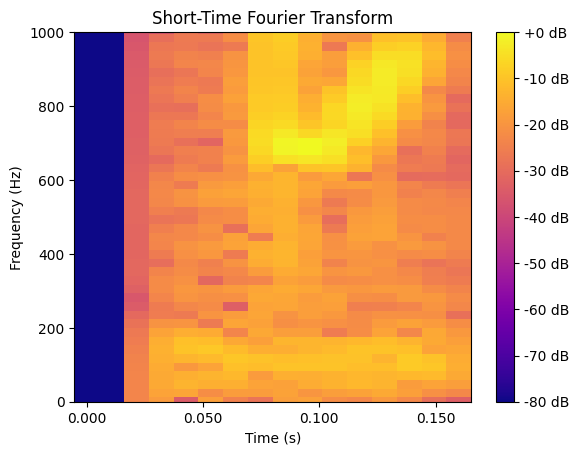 Short-Time Fourier Transform
Frequency (Hz)
1000
800
600
400
200
0
0.000
0.050
0.100
0.150
Time (s)
+0 dB
-10 dB
-20 dB
-30 dB
-40 dB
-50 dB
-60 dB
-70 dB
-80 dB